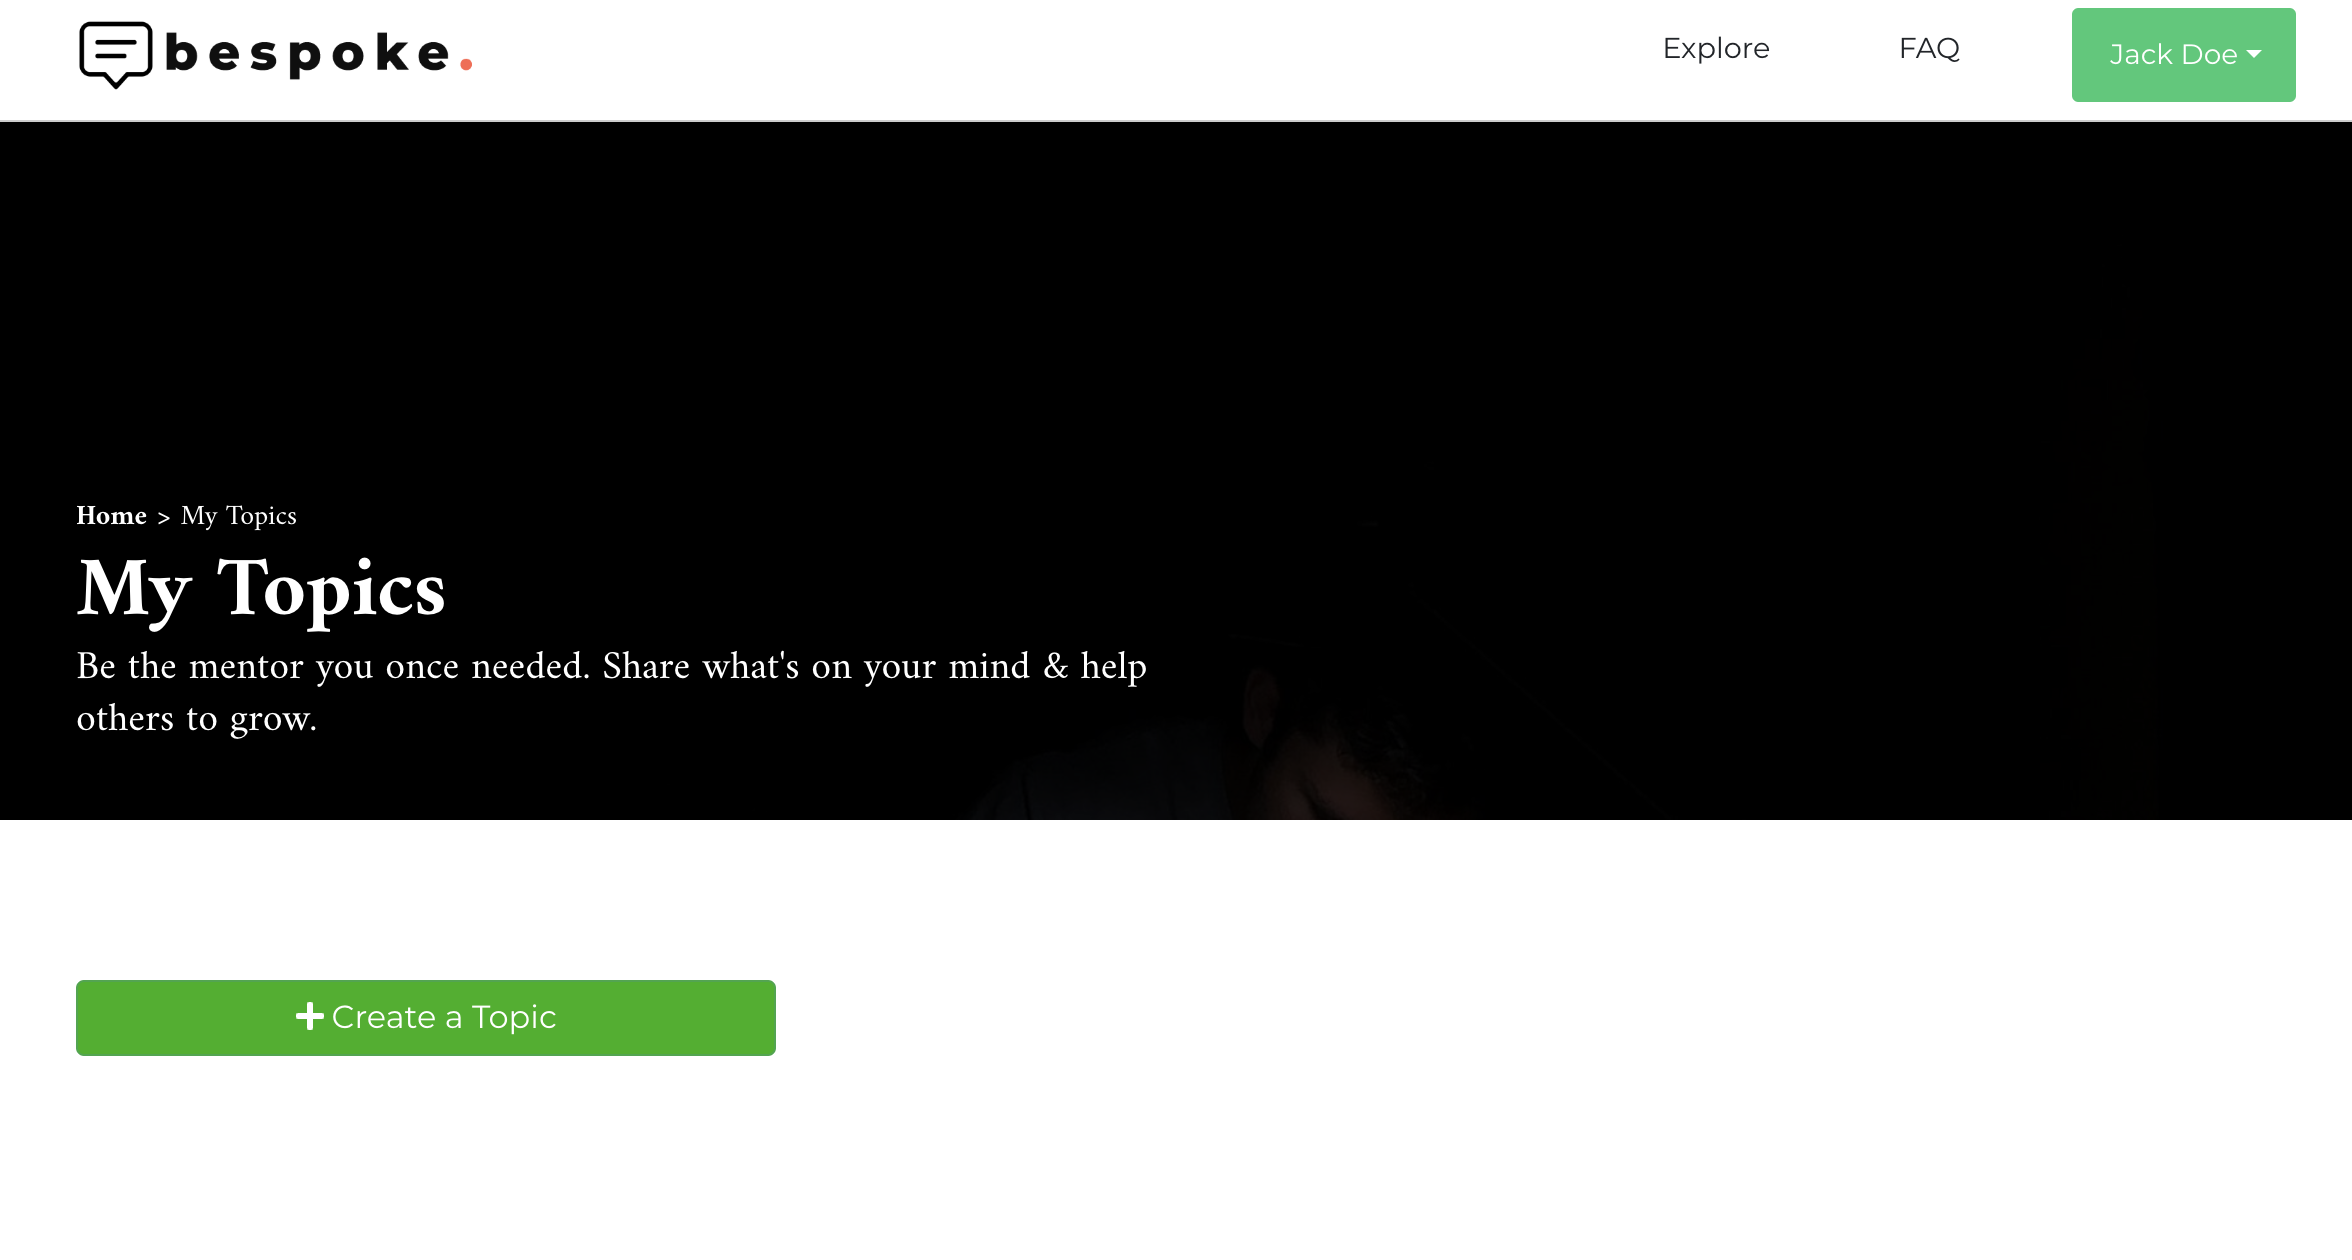 bespoke.
Explore
FAQ
Jack Doe
Home > My Topics
My Topics
Be the mentor you once needed. Share what's on your mind & help
others to grow.
Create a Topic